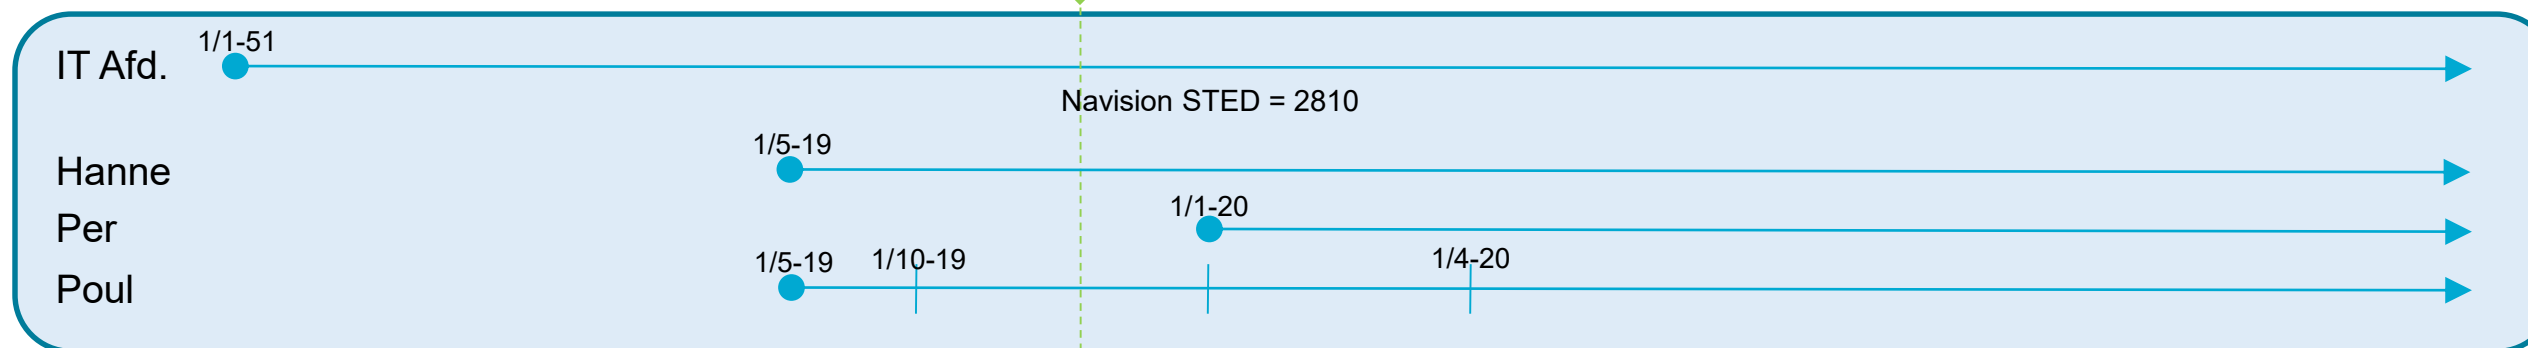 1/1-51
IT Afd.
Navision STED = 2810
1/5-19
Hanne
1/1-20
Per
1/5-19 1/10-19 1/4-20
Poul